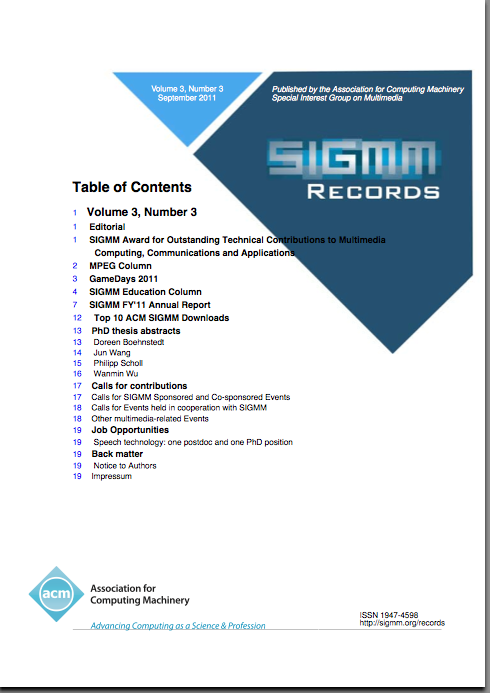 Volume 3, Number 3
September 2011
Published by the Association for Computing Machinery
Special Interest Group on Multimedia
SIGMM
RECORDS
Table of Contents
1 Volume 3, Number 3
1 Editorial
1 SIGMM Award for Outstanding Technical Contributions to Multimedia
Computing, Communications and Applications
2 MPEG Column
3 GameDays 2011
4 SIGMM Education Column
7 SIGMM FY'11 Annual Report
12 Top 10 ACM SIGMM Downloads
13 PhD thesis abstracts
13 Doreen Boehnstedt
14 Jun Wang
15 Philipp Scholl
16 Wanmin Wu
17 Calls for contributions
17 Calls for SIGMM Sponsored and Co-sponsored Events
18 Calls for Events held in cooperation with SIGMM
18 Other multimedia-related Events
19 Job Opportunities
19 Speech technology: one postdoc and one PhD position
19 Back matter
19 Notice to Authors
19 Impressum
acm
Association for
Computing Machinery
Advancing Computing as a Science & Profession
ISSN 1947-4598
http://sigmm.org/records